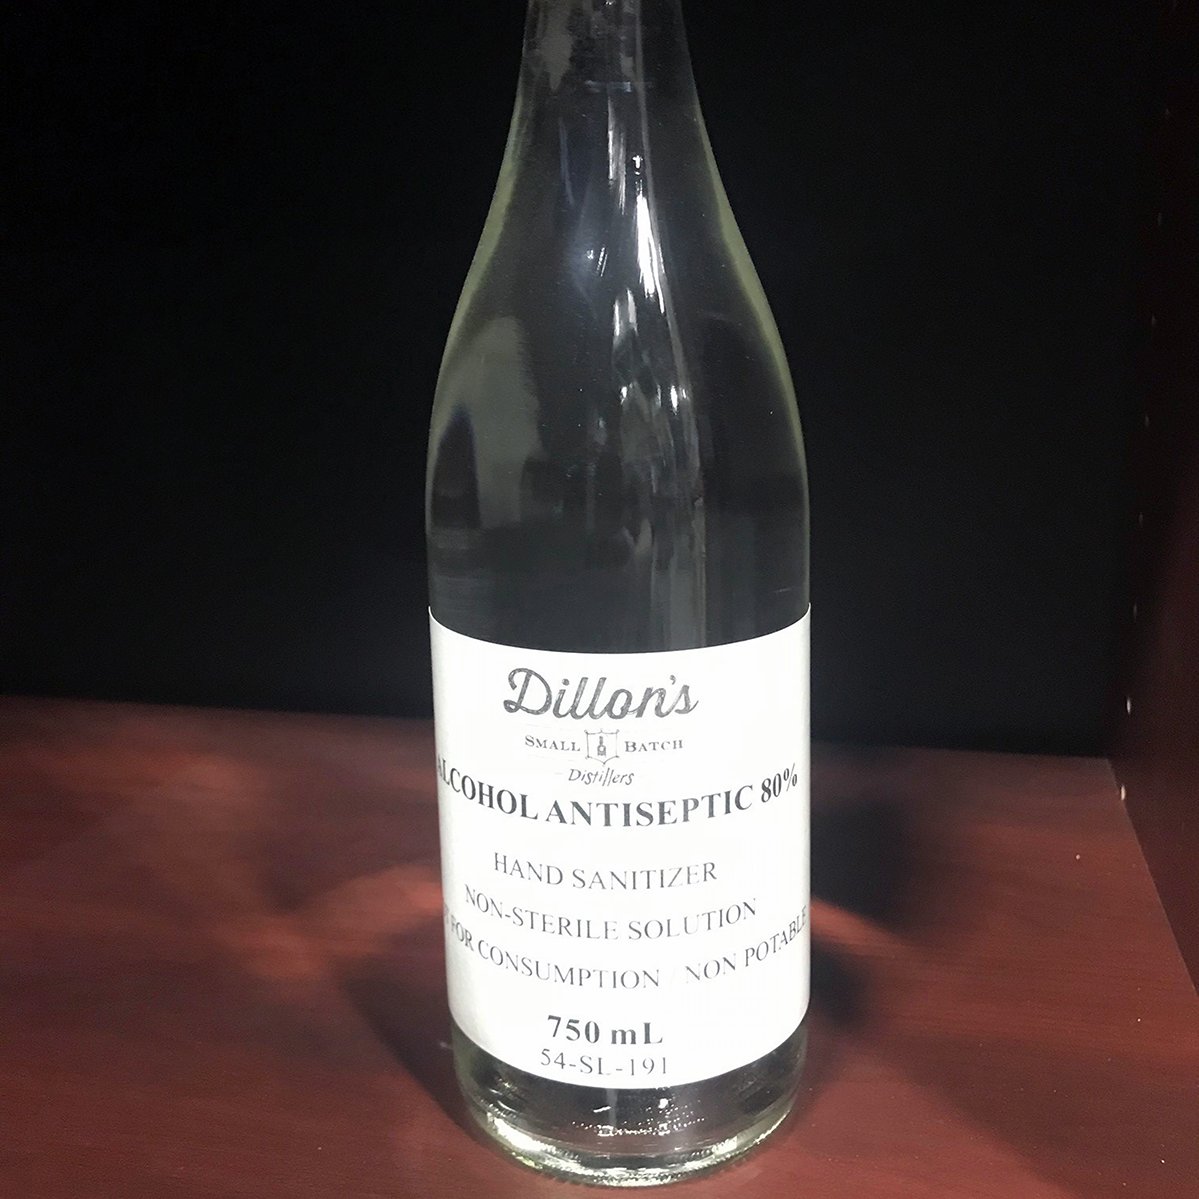 Dillon's
SMALL BATCH
Distillers
ALCOHOL ANTISEPTIC 80%
HAND SANITIZER
NON-STERILE SOLUTION
FOR CONSUMPTION / NON POTABLE
750 mL
54-SL-191